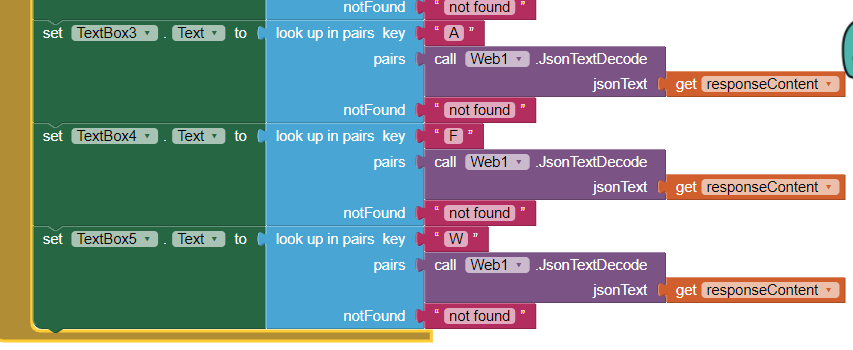 notFound " not found "
set TextBox3 . Text to look up in pairs key " A "
pairs call Web1 .JsonTextDecode
jsonText get responseContent
notFound " not found "
set TextBox4 . Text to look up in pairs key " F "
pairs call Web1 .JsonTextDecode
jsonText get responseContent
notFound " not found "
set TextBox5 . Text to look up in pairs key " W "
pairs call Web1 .JsonTextDecode
jsonText get responseContent
notFound " not found "